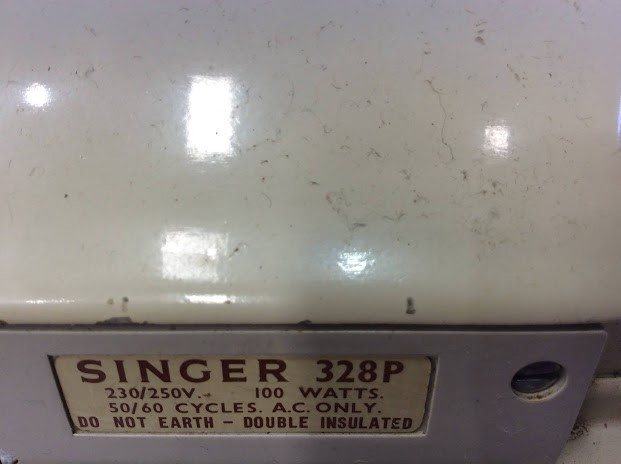 SINGER 328P
230/250V. 100 WATTS.
50/60 CYCLES. A.C. ONLY.
DO NOT EARTH - DOUBLE INSULATED